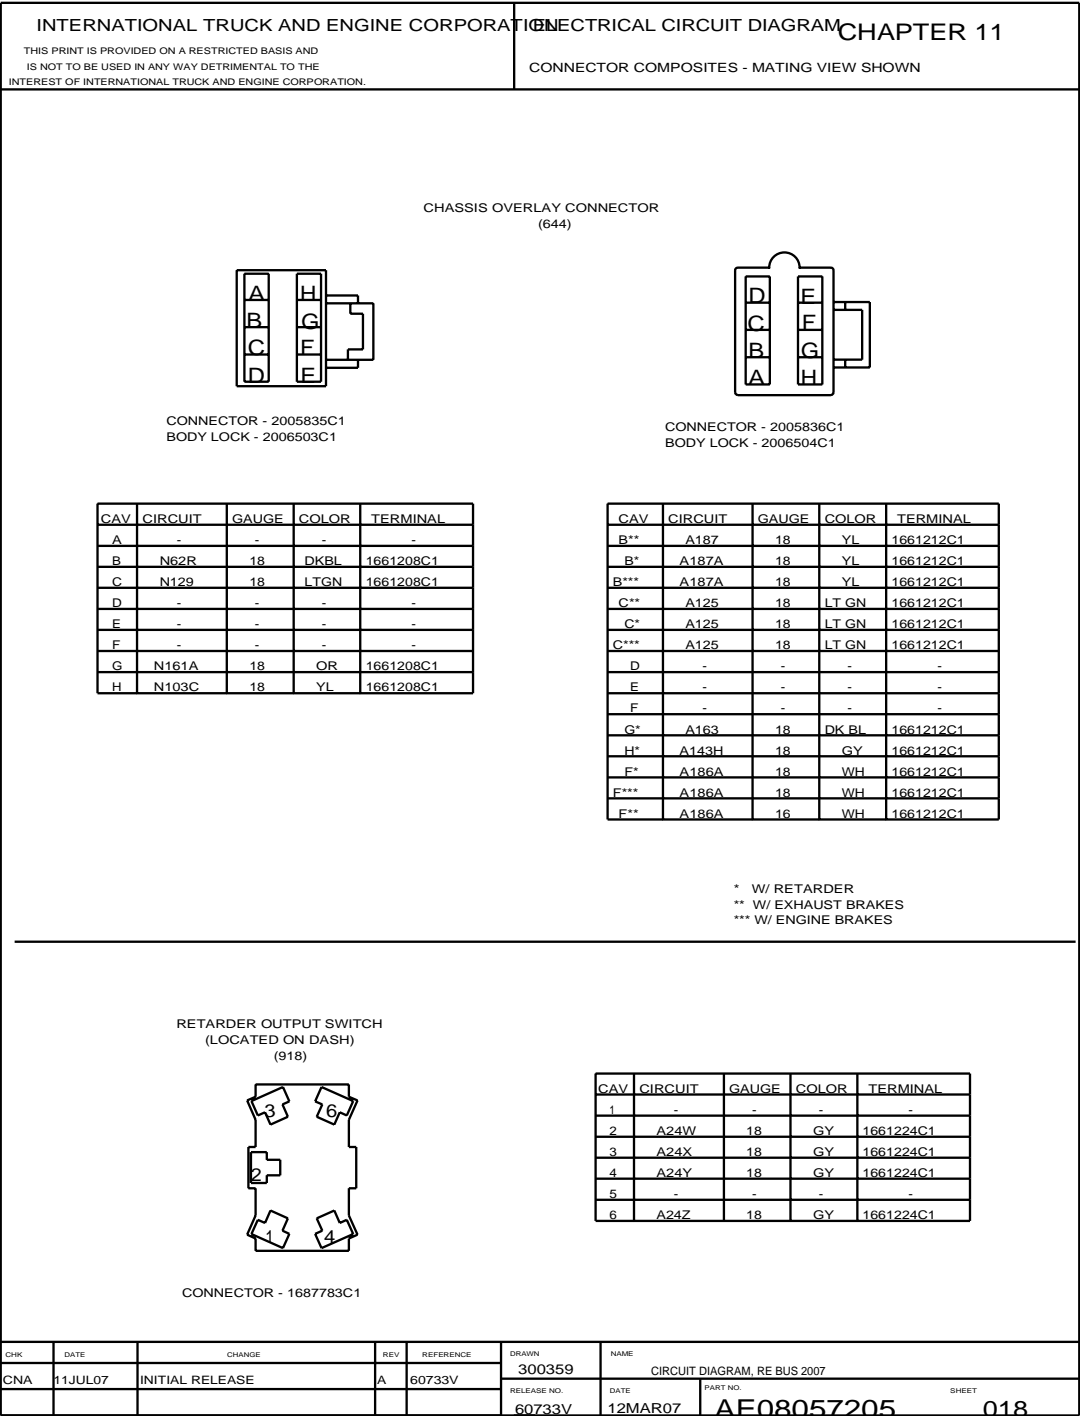 INTERNATIONAL TRUCK AND ENGINE CORPORATION
THIS PRINT IS PROVIDED ON A RESTRICTED BASIS AND
IS NOT TO BE USED IN ANY WAY DETRIMENTAL TO THE
INTEREST OF INTERNATIONAL TRUCK AND ENGINE CORPORATION.
ELECTRICAL CIRCUIT DIAGRAM
CHAPTER 11
CONNECTOR COMPOSITES - MATING VIEW SHOWN
CHASSIS OVERLAY CONNECTOR
(644)
A H
B G
C F
D E
CONNECTOR - 2005835C1
BODY LOCK - 2006503C1
D E
C F
B G
A H
CONNECTOR - 2005836C1
BODY LOCK - 2006504C1
CAV CIRCUIT GAUGE COLOR TERMINAL
A - - - -
B N62R 18 DKBL 1661208C1
C N129 18 LTGN 1661208C1
D - - - -
E - - - -
F - - - -
G N161A 18 OR 1661208C1
H N103C 18 YL 1661208C1
CAV CIRCUIT GAUGE COLOR TERMINAL
B** A187 18 YL 1661212C1
B* A187A 18 YL 1661212C1
B*** A187A 18 YL 1661212C1
C** A125 18 LT GN 1661212C1
C* A125 18 LT GN 1661212C1
C*** A125 18 LT GN 1661212C1
D - - - -
E - - - -
F - - - -
G* A163 18 DK BL 1661212C1
H* A143H 18 GY 1661212C1
F* A186A 18 WH 1661212C1
F*** A186A 18 WH 1661212C1
F** A186A 16 WH 1661212C1
* W/ RETARDER
** W/ EXHAUST BRAKES
*** W/ ENGINE BRAKES
RETARDER OUTPUT SWITCH
(LOCATED ON DASH)
(918)
3 6
2
1 4
CONNECTOR - 1687783C1
CAV CIRCUIT GAUGE COLOR TERMINAL
1 - - - -
2 A24W 18 GY 1661224C1
3 A24X 18 GY 1661224C1
4 A24Y 18 GY 1661224C1
5 - - - -
6 A24Z 18 GY 1661224C1
CHK DATE CHANGE REV REFERENCE
CNA 11JUL07 INITIAL RELEASE A 60733V
DRAWN
300359
NAME
CIRCUIT DIAGRAM, RE BUS 2007
RELEASE NO.
60733V
DATE
12MAR07
PART NO.
AE08057205
SHEET
018